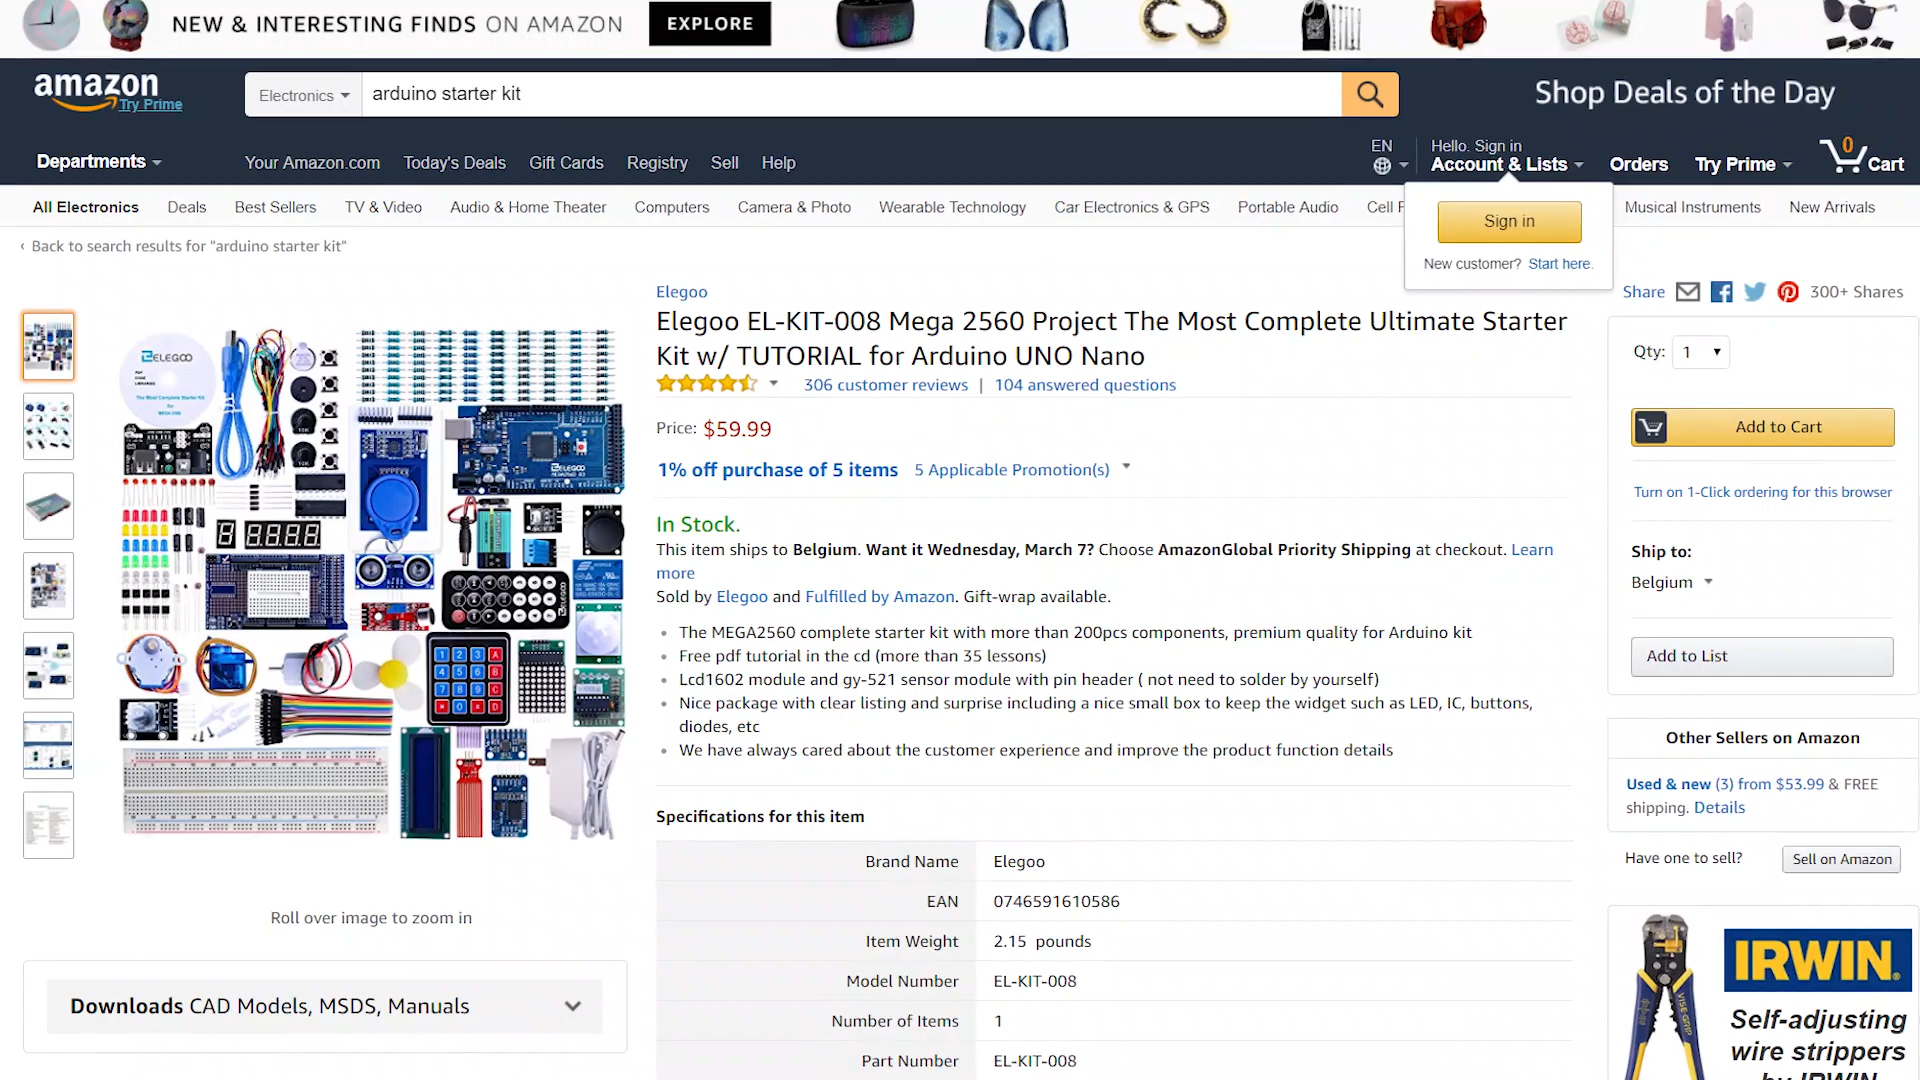 NEW & INTERESTING FINDS ON AMAZON EXPLORE
amazon
Try Prime
Electronics
arduino starter kit
Shop Deals of the Day
Departments
Your Amazon.com Today's Deals Gift Cards Registry Sell Help
EN
Hello. Sign in
Account & Lists
Orders
Try Prime
0
Cart
All Electronics Deals Best Sellers TV & Video Audio & Home Theater Computers Camera & Photo Wearable Technology Car Electronics & GPS Portable Audio Cell Musical Instruments New Arrivals
Sign in
New customer? Start here.
‹ Back to search results for "arduino starter kit"
ELEGOO
The Most Complete Starter Kit
Roll over image to zoom in
Downloads CAD Models, MSDS, Manuals
Elegoo
Elegoo EL-KIT-008 Mega 2560 Project The Most Complete Ultimate Starter
Kit w/ TUTORIAL for Arduino UNO Nano
306 customer reviews | 104 answered questions
Price: $59.99
1% off purchase of 5 items 5 Applicable Promotion(s)
In Stock.
This item ships to Belgium. Want it Wednesday, March 7? Choose AmazonGlobal Priority Shipping at checkout. Learn
more
Sold by Elegoo and Fulfilled by Amazon. Gift-wrap available.
• The MEGA2560 complete starter kit with more than 200pcs components, premium quality for Arduino kit
• Free pdf tutorial in the cd (more than 35 lessons)
• Lcd1602 module and gy-521 sensor module with pin header ( not need to solder by yourself)
• Nice package with clear listing and surprise including a nice small box to keep the widget such as LED, IC, buttons,
diodes, etc
• We have always cared about the customer experience and improve the product function details
Specifications for this item
Brand Name Elegoo
EAN 0746591610586
Item Weight 2.15 pounds
Model Number EL-KIT-008
Number of Items 1
Part Number EL-KIT-008
Share 300+ Shares
Qty: 1
Add to Cart
Turn on 1-Click ordering for this browser
Ship to:
Belgium
Add to List
Other Sellers on Amazon
Used & new (3) from $53.99 & FREE
shipping. Details
Have one to sell? Sell on Amazon
IRWIN.
VISE-GRIP
Self-adjusting
wire strippers
by IRWIN